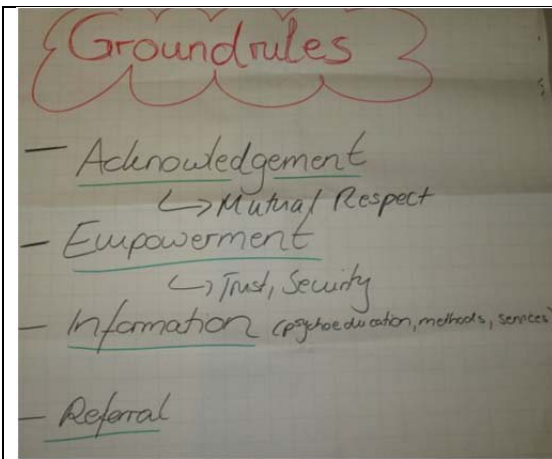 Groundrules
- Acknowledgement
↳ Mutual Respect
- Empowerment
↳ Trust, Security
- Information (psychoeducation, methods, services)
- Referral